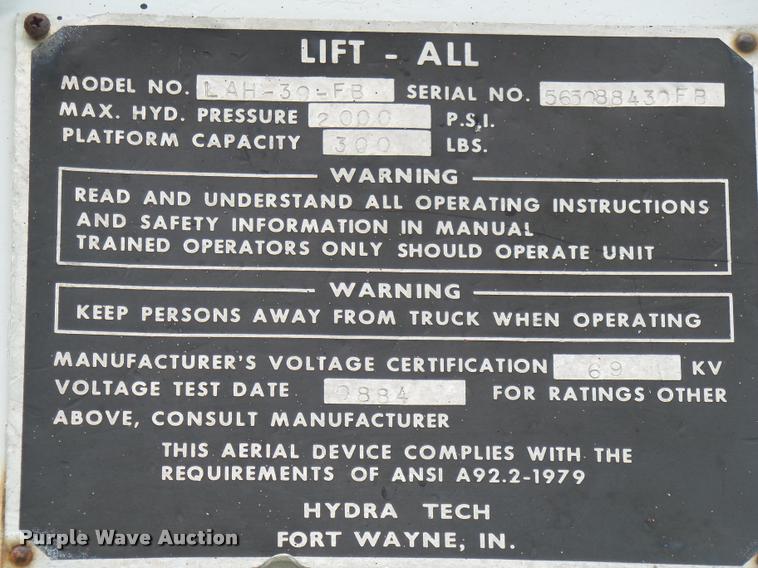 LIFT - ALL
MODEL NO. LAH-30-FB SERIAL NO.
MAX. HYD. PRESSURE 2000 P.S.I.
PLATFORM CAPACITY 300 LBS.
WARNING
READ AND UNDERSTAND ALL OPERATING INSTRUCTIONS
AND SAFETY INFORMATION IN MANUAL
TRAINED OPERATORS ONLY SHOULD OPERATE UNIT
WARNING
KEEP PERSONS AWAY FROM TRUCK WHEN OPERATING
MANUFACTURER'S VOLTAGE CERTIFICATION 69 KV
VOLTAGE TEST DATE 0884 FOR RATINGS OTHER
ABOVE, CONSULT MANUFACTURER
THIS AERIAL DEVICE COMPLIES WITH THE
REQUIREMENTS OF ANSI A92.2-1979
HYDRA TECH
FORT WAYNE, IN.
Purple Wave Auction